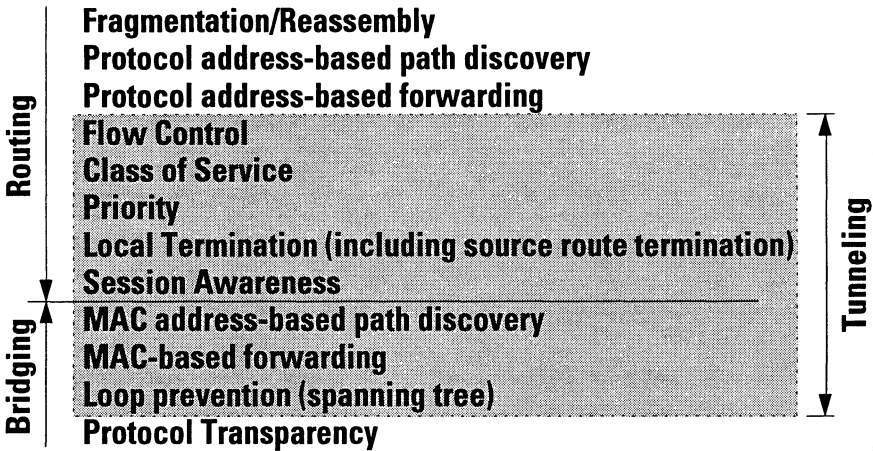 Fragmentation/Reassembly
Protocol address-based path discovery
Protocol address-based forwarding
Flow Control
Class of Service
Priority
Local Termination (including source route termination)
Session Awareness
MAC address-based path discovery
MAC-based forwarding
Loop prevention (spanning tree)
Protocol Transparency
Routing
Bridging
Tunneling